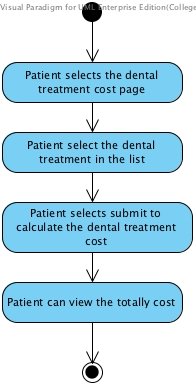 Visual Paradigm for UML Enterprise Edition(College
Patient selects the dental
treatment cost page
Patient select the dental
treatment in the list
Patient selects submit to
calculate the dental treatment
cost
Patient can view the totally cost